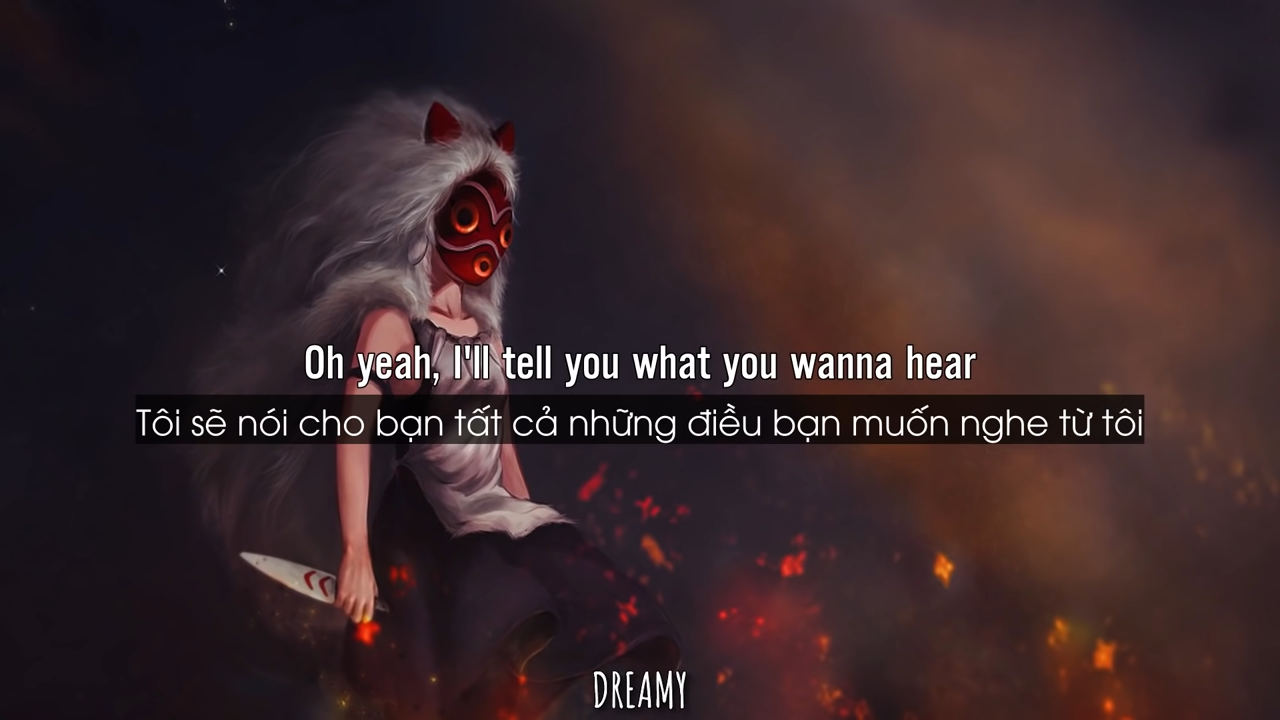 Oh yeah, I'll tell you what you wanna hear
Tôi sẽ nói cho bạn tất cả những điều bạn muốn nghe từ tôi
DREAMY